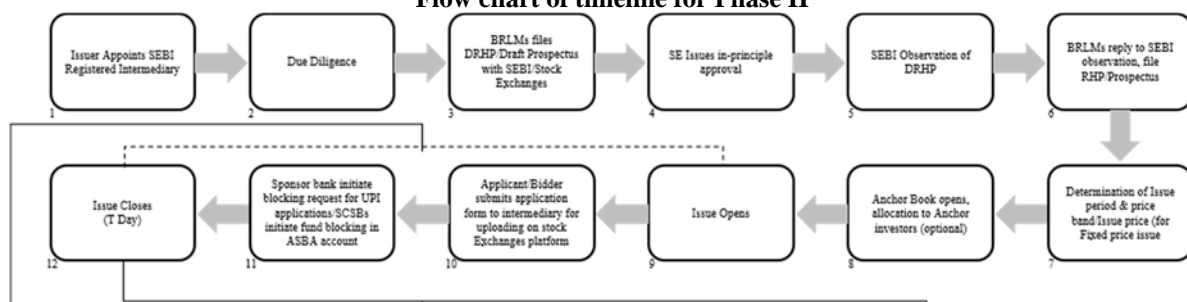 Flow chart of timeline for Phase II
Issuer Appoints SEBI
Registered Intermediary
1
Due Diligence
2
BRLMs files
DRHP/Draft Prospectus
with SEBI/Stock
Exchanges
3
SE Issues in-principle
approval
4
SEBI Observation of
DRHP
5
BRLMs reply to SEBI
observation, file
RHP/Prospectus
6
Determination of Issue
period & price
band/Issue price (for
Fixed price issue
7
Anchor Book opens,
allocation to Anchor
investors (optional)
8
Issue Opens
9
Applicant/Bidder
submits application
form to intermediary for
uploading on stock
Exchanges platform
10
Sponsor bank initiate
blocking request for UPI
applications/SCSBs
initiate fund blocking in
ASBA account
11
Issue Closes
(T Day)
12